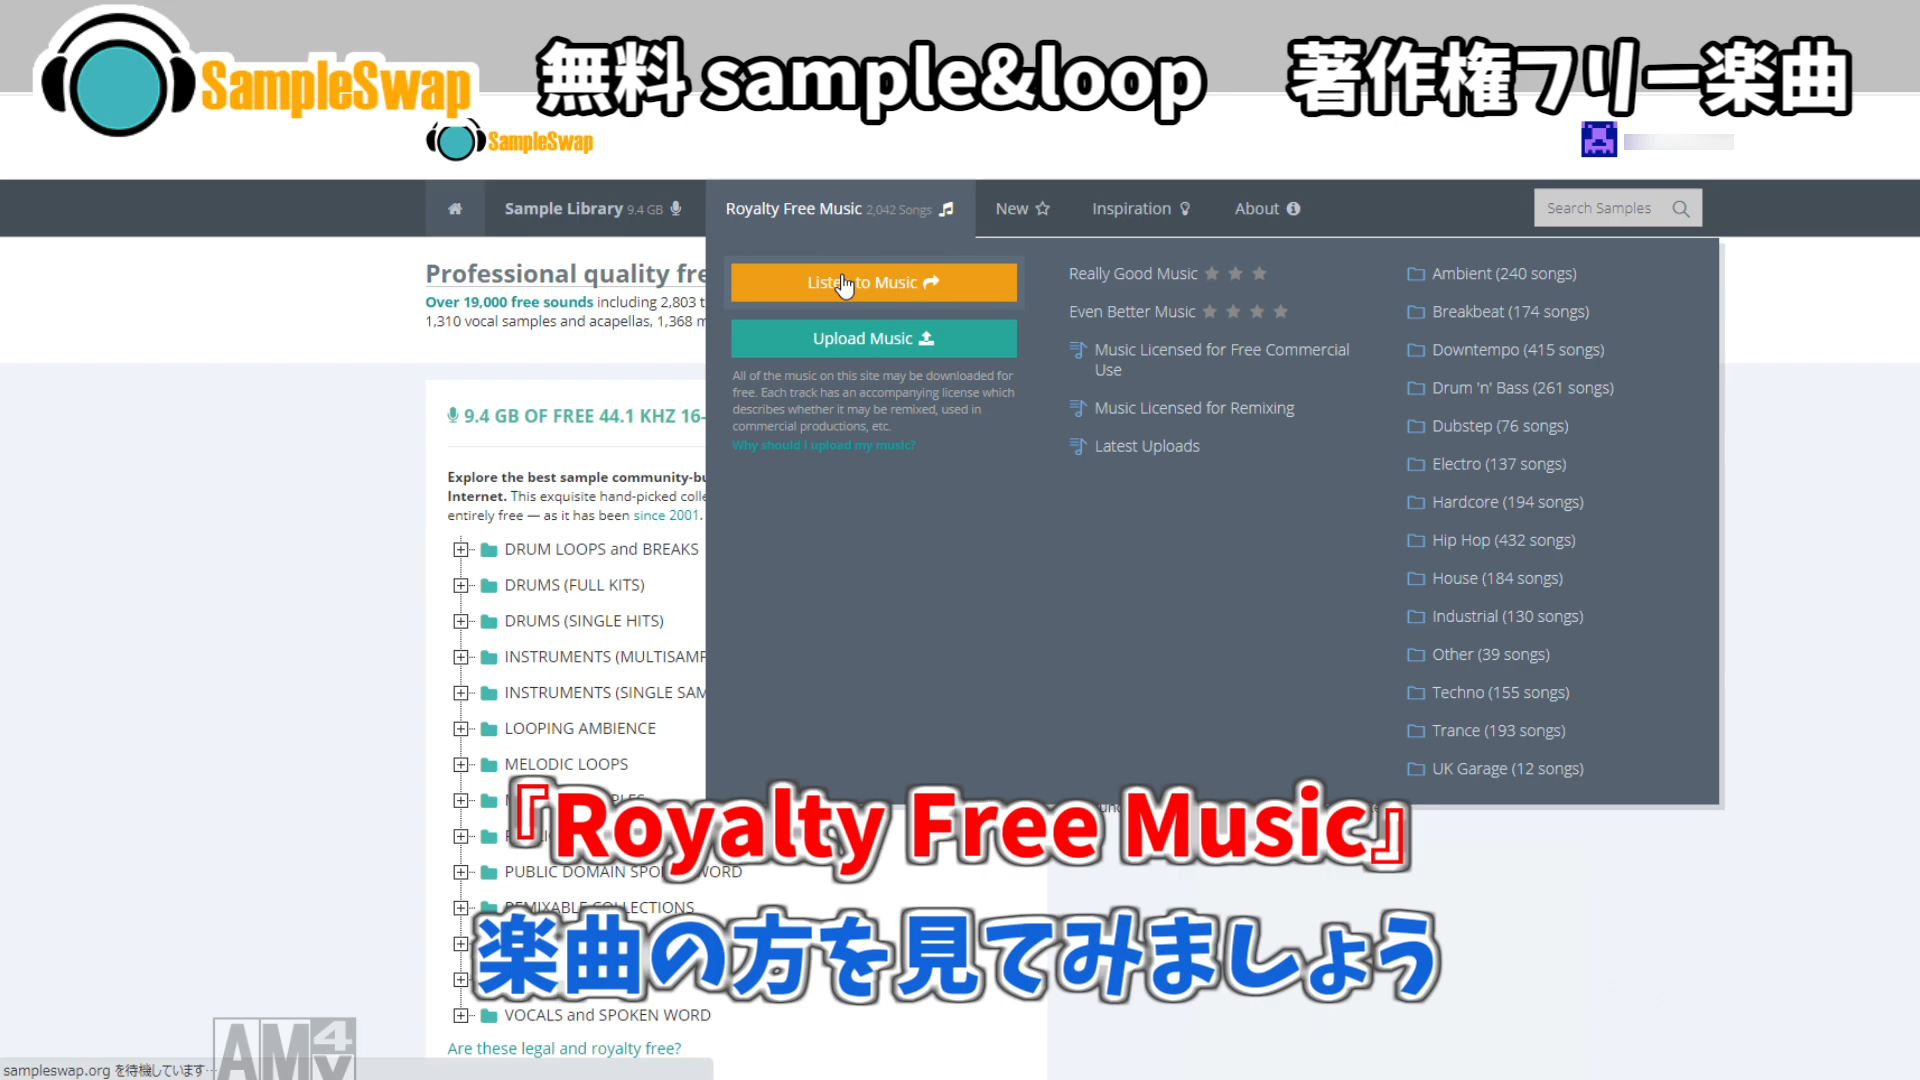 SampleSwap 無料 sample&loop 著作権フリー楽曲
SampleSwap
Sample Library 9.4 GB
Royalty Free Music 2,042 Songs
New
Inspiration
About
Search Samples
Professional quality fre
Over 19,000 free sounds including 2,803 t
1,310 vocal samples and acapellas, 1,368 m
9.4 GB OF FREE 44.1 KHZ 16-
Explore the best sample community-bu
Internet. This exquisite hand-picked colle
entirely free — as it has been since 2001.
DRUM LOOPS and BREAKS
DRUMS (FULL KITS)
DRUMS (SINGLE HITS)
INSTRUMENTS (MULTISAMP
INSTRUMENTS (SINGLE SAM
LOOPING AMBIENCE
MELODIC LOOPS
PUBLIC DOMAIN SPO WORD
REMIXABLE COLLECTIONS
VOCALS and SPOKEN WORD
Are these legal and royalty free?
Listen to Music
Upload Music
All of the music on this site may be downloaded for
free. Each track has an accompanying license which
describes whether it may be remixed, used in
commercial productions, etc.
Why should I upload my music?
Really Good Music
Even Better Music
Music Licensed for Free Commercial
Use
Music Licensed for Remixing
Latest Uploads
Ambient (240 songs)
Breakbeat (174 songs)
Downtempo (415 songs)
Drum 'n' Bass (261 songs)
Dubstep (76 songs)
Electro (137 songs)
Hardcore (194 songs)
Hip Hop (432 songs)
House (184 songs)
Industrial (130 songs)
Other (39 songs)
Techno (155 songs)
Trance (193 songs)
UK Garage (12 songs)
『Royalty Free Music』
楽曲の方を見てみましょう
AM4V
sampleswap.org を待機しています…